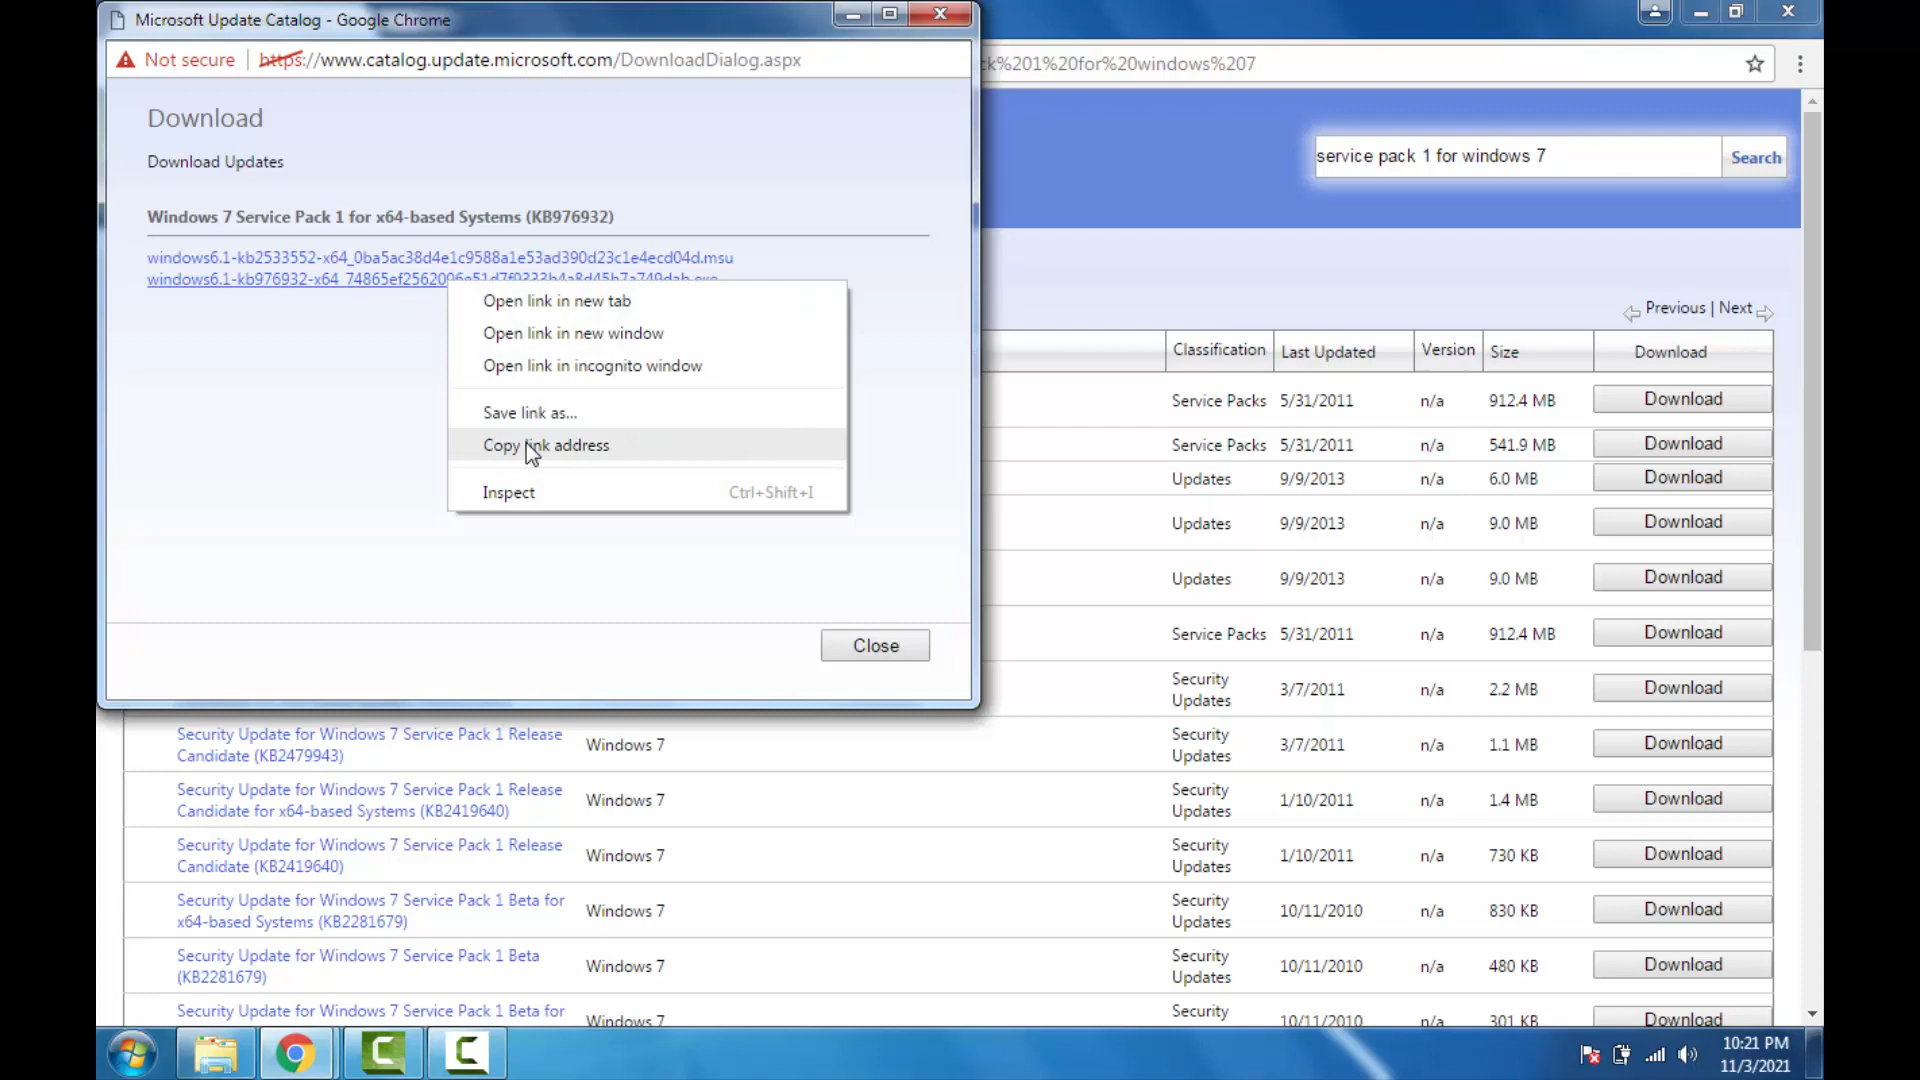 Microsoft Update Catalog - Google Chrome
Not secure
https://www.catalog.update.microsoft.com/DownloadDialog.aspx
ck%201%20for%20windows%207
Download
Download Updates
service pack 1 for windows 7
Search
Windows 7 Service Pack 1 for x64-based Systems (KB976932)
windows6.1-kb2533552-x64_0ba5ac38d4e1c9588a1e53ad390d23c1e4ecd04d.msu
windows6.1-kb976932-x64_74865ef2562006e51d7f9333b4a8d45b7a749dab.exe
Open link in new tab
Open link in new window
Open link in incognito window
Save link as...
Copy link address
Inspect Ctrl+Shift+I
Close
Previous | Next
Classification Last Updated Version Size Download
Service Packs 5/31/2011 n/a 912.4 MB Download
Service Packs 5/31/2011 n/a 541.9 MB Download
Updates 9/9/2013 n/a 6.0 MB Download
Updates 9/9/2013 n/a 9.0 MB Download
Updates 9/9/2013 n/a 9.0 MB Download
Service Packs 5/31/2011 n/a 912.4 MB Download
Security
Updates 3/7/2011 n/a 2.2 MB Download
Security Update for Windows 7 Service Pack 1 Release
Candidate (KB2479943)
Windows 7
Security
Updates
3/7/2011 n/a 1.1 MB Download
Security Update for Windows 7 Service Pack 1 Release
Candidate for x64-based Systems (KB2419640)
Windows 7
Security
Updates
1/10/2011 n/a 1.4 MB Download
Security Update for Windows 7 Service Pack 1 Release
Candidate (KB2419640)
Windows 7
Security
Updates
1/10/2011 n/a 730 KB Download
Security Update for Windows 7 Service Pack 1 Beta for
x64-based Systems (KB2281679)
Windows 7
Security
Updates
10/11/2010 n/a 830 KB Download
Security Update for Windows 7 Service Pack 1 Beta
(KB2281679)
Windows 7
Security
Updates
10/11/2010 n/a 480 KB Download
Security Update for Windows 7 Service Pack 1 Beta for
Windows 7
Security
10/11/2010 n/a 301 KB Download
10:21 PM
11/3/2021